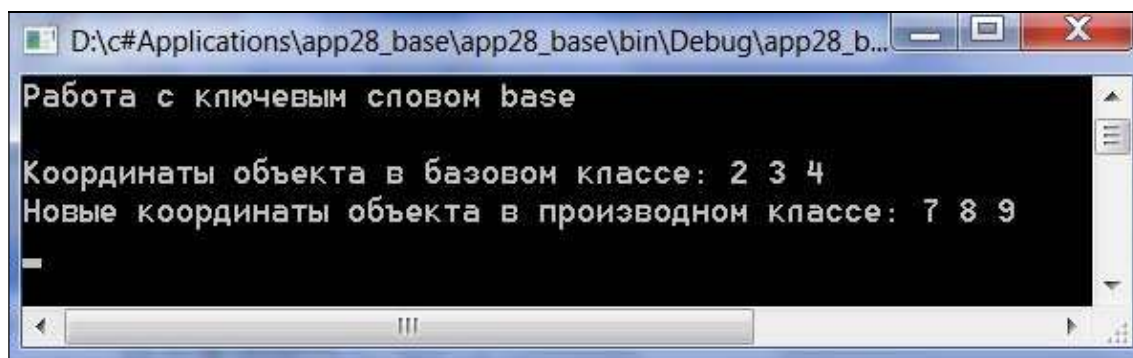 D:\c#Applications\app28_base\app28_base\bin\Debug\app28_b...
Работа с ключевым словом base
Координаты объекта в базовом классе: 2 3 4
Новые координаты объекта в производном классе: 7 8 9